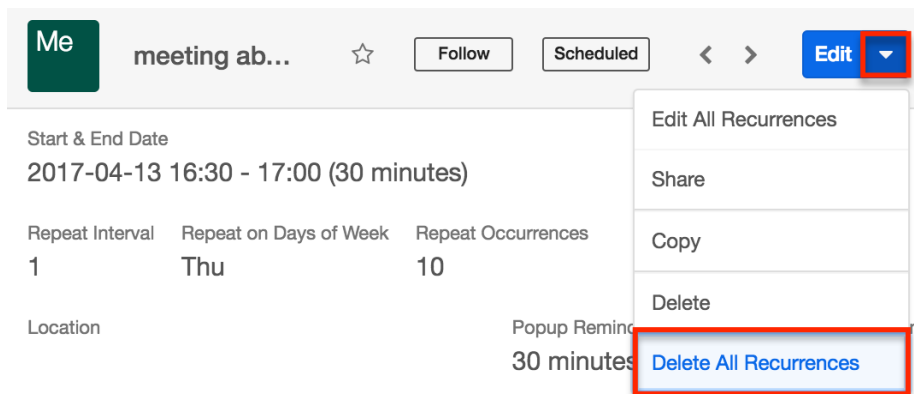 Me
meeting ab...
Follow
Scheduled
Edit
Edit All Recurrences
Share
Copy
Delete
Delete All Recurrences
Start & End Date
2017-04-13 16:30 - 17:00 (30 minutes)
Repeat Interval Repeat on Days of Week Repeat Occurrences
1 Thu 10
Location
Popup
30 minutes